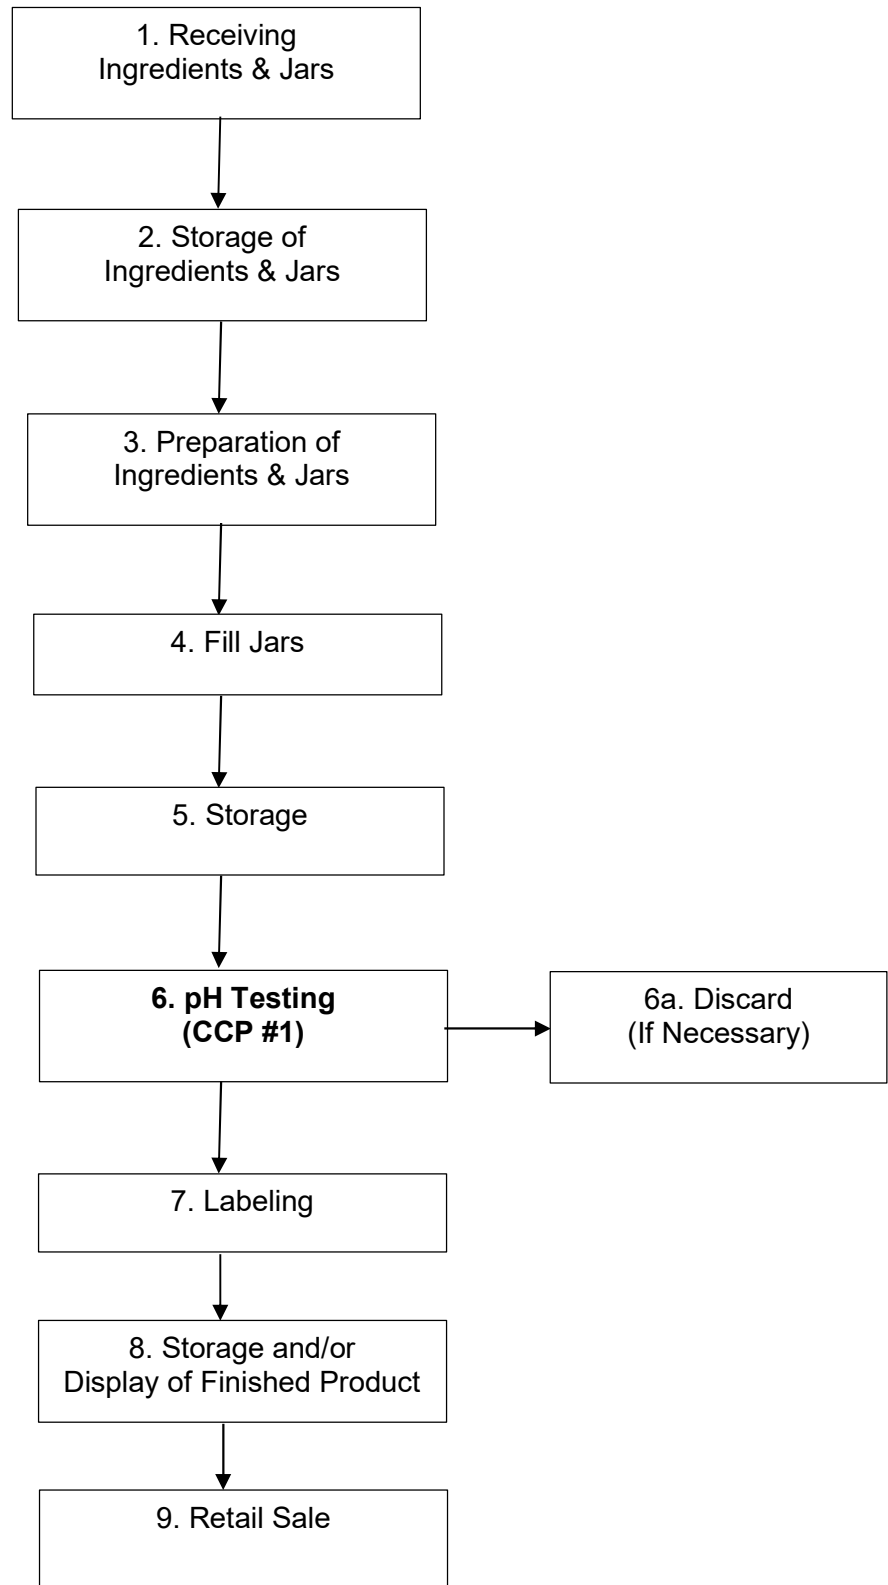 1. Receiving
Ingredients & Jars
2. Storage of
Ingredients & Jars
3. Preparation of
Ingredients & Jars
4. Fill Jars
5. Storage
6. pH Testing
(CCP #1)
6a. Discard
(If Necessary)
7. Labeling
8. Storage and/or
Display of Finished Product
9. Retail Sale